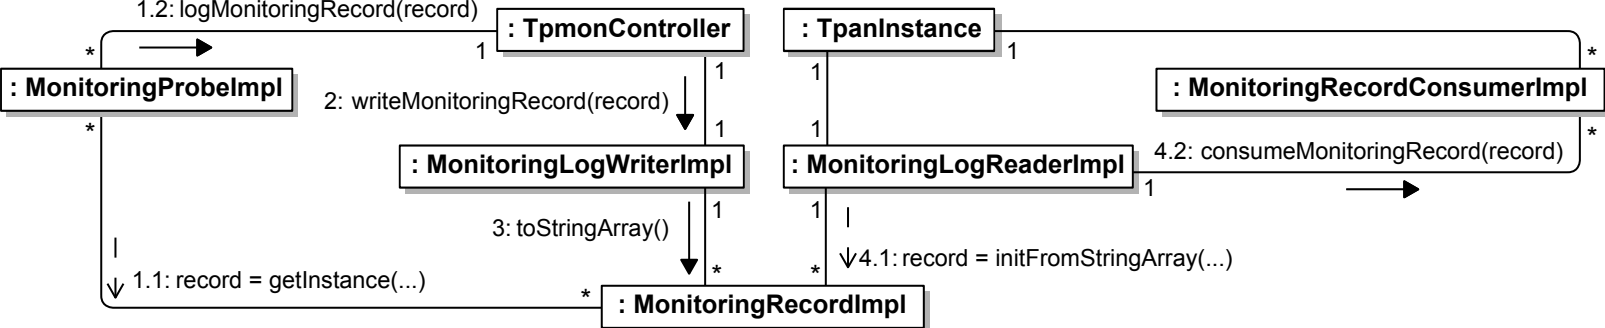 1.2: logMonitoringRecord(record)
: TpmonController
: TpanInstance
*
1
1
*
: MonitoringProbeImpl
1
1
: MonitoringRecordConsumerImpl
2: writeMonitoringRecord(record)
*
1
1
*
: MonitoringLogWriterImpl
: MonitoringLogReaderImpl
4.2: consumeMonitoringRecord(record)
1
1
1
3: toStringArray()
4.1: record = initFromStringArray(...)
1.1: record = getInstance(...)
*
*
*
: MonitoringRecordImpl